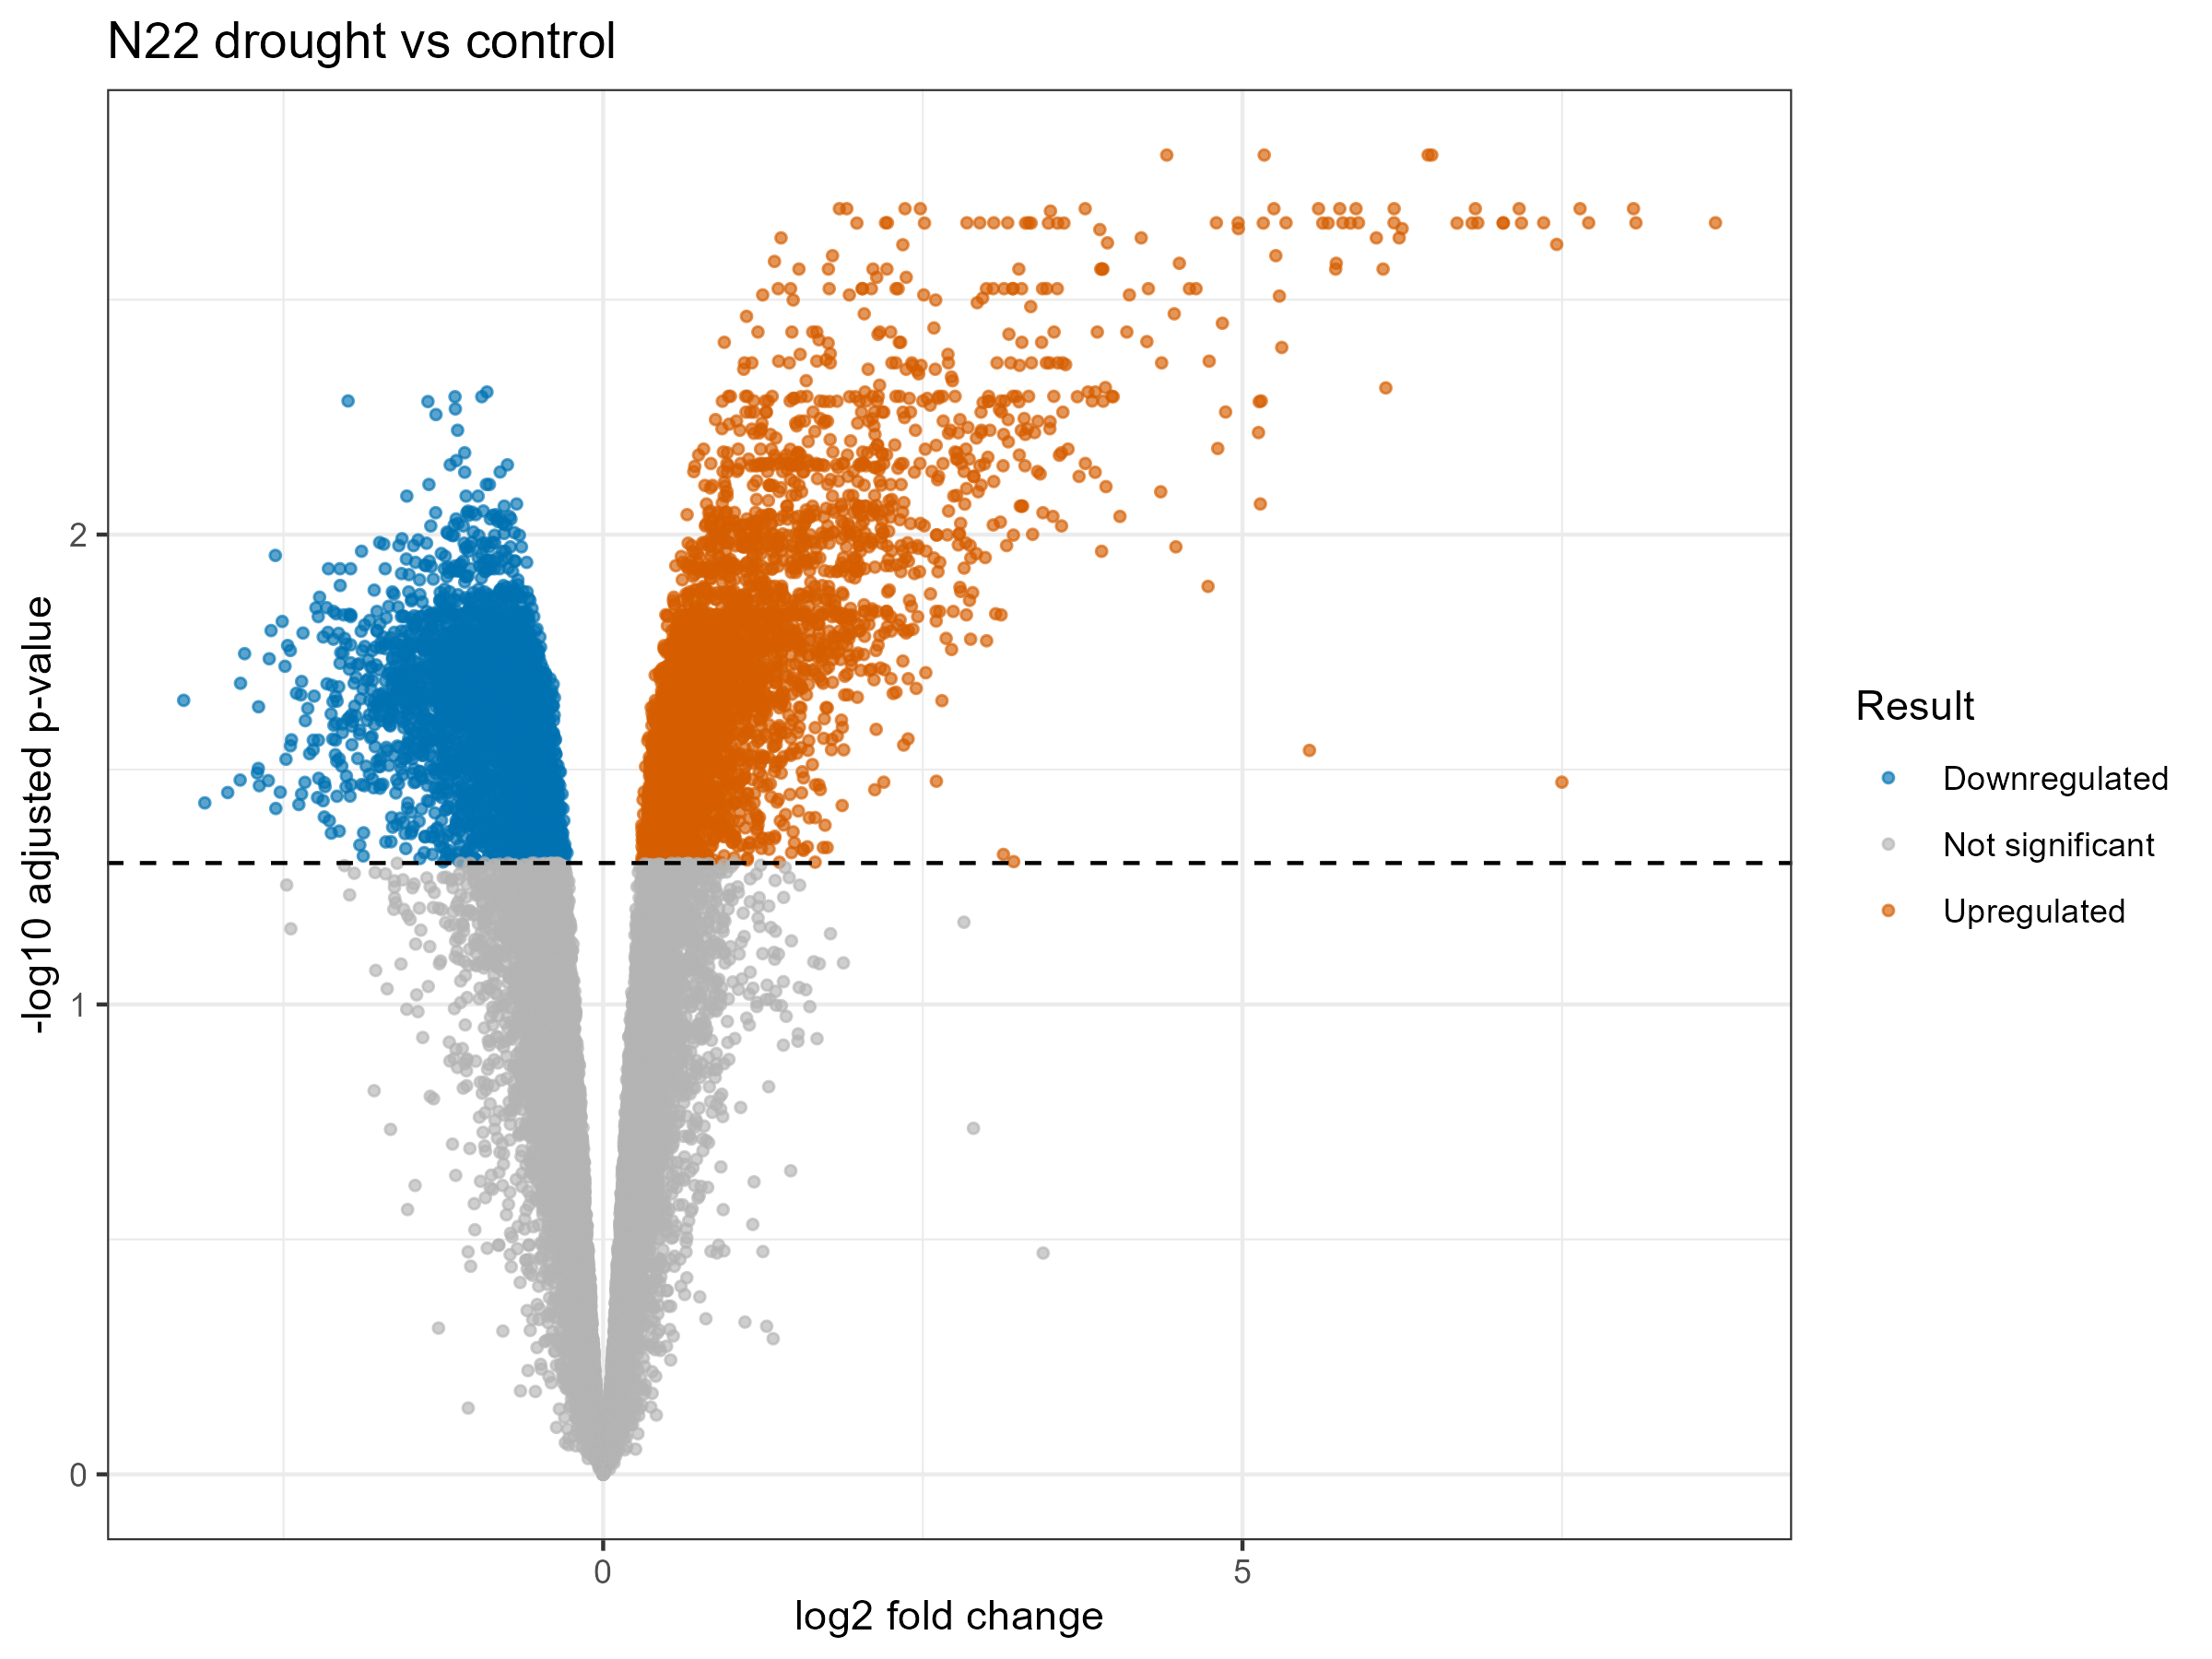 N22 drought vs control
-log10 adjusted p-value
2
1
0
0
5
log2 fold change
Result
Downregulated
Not significant
Upregulated